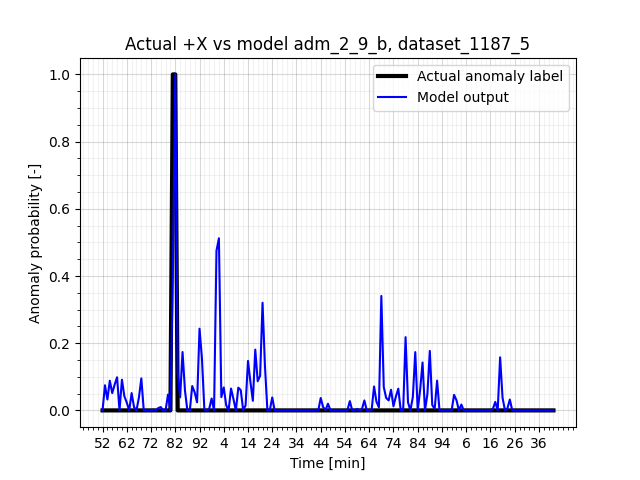 Actual +X vs model adm_2_9_b, dataset_1187_5
Actual anomaly label
Model output
Anomaly probability [-]
1.0
0.8
0.6
0.4
0.2
0.0
52 62 72 82 92 4 14 24 34 44 54 64 74 84 94 6 16 26 36
Time [min]